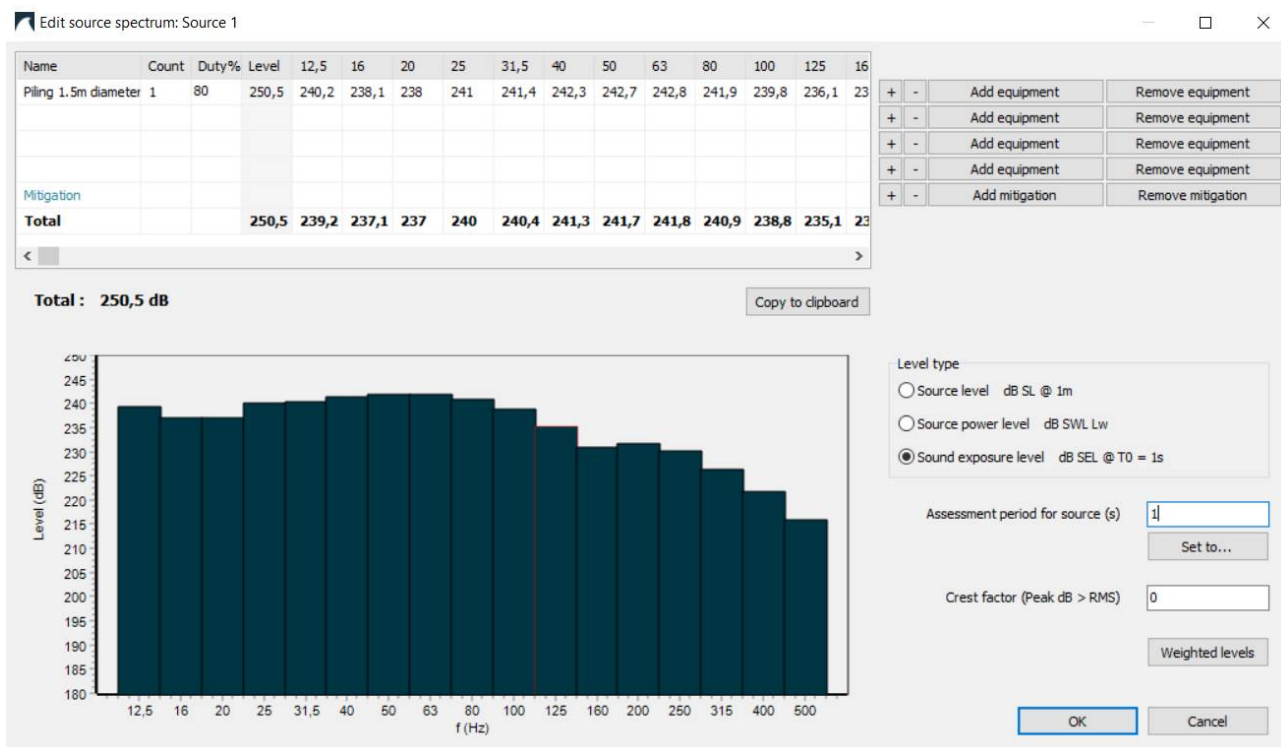 Edit source spectrum: Source 1
Name Count Duty% Level 12,5 16 20 25 31,5 40 50 63 80 100 125 16
Piling 1.5m diameter 1 80 250,5 240,2 238,1 238 241 241,4 242,3 242,7 242,8 241,9 239,8 236,1 23
+ - Add equipment Remove equipment
+ - Add equipment Remove equipment
+ - Add equipment Remove equipment
+ - Add equipment Remove equipment
Mitigation
+ - Add mitigation Remove mitigation
Total 250,5 239,2 237,1 237 240 240,4 241,3 241,7 241,8 240,9 238,8 235,1 23
Total : 250,5 dB
Copy to clipboard
250
245
240
235
230
225
220
215
210
205
200
195
190
185
180
Level (dB)
12,5 16 20 25 31,5 40 50 63 80 100 125 160 200 250 315 400 500
f (Hz)
Level type
Source level dB SL @ 1m
Source power level dB SWL Lw
Sound exposure level dB SEL @ T0 = 1s
Assessment period for source (s) 1
Set to...
Crest factor (Peak dB > RMS) 0
Weighted levels
OK Cancel